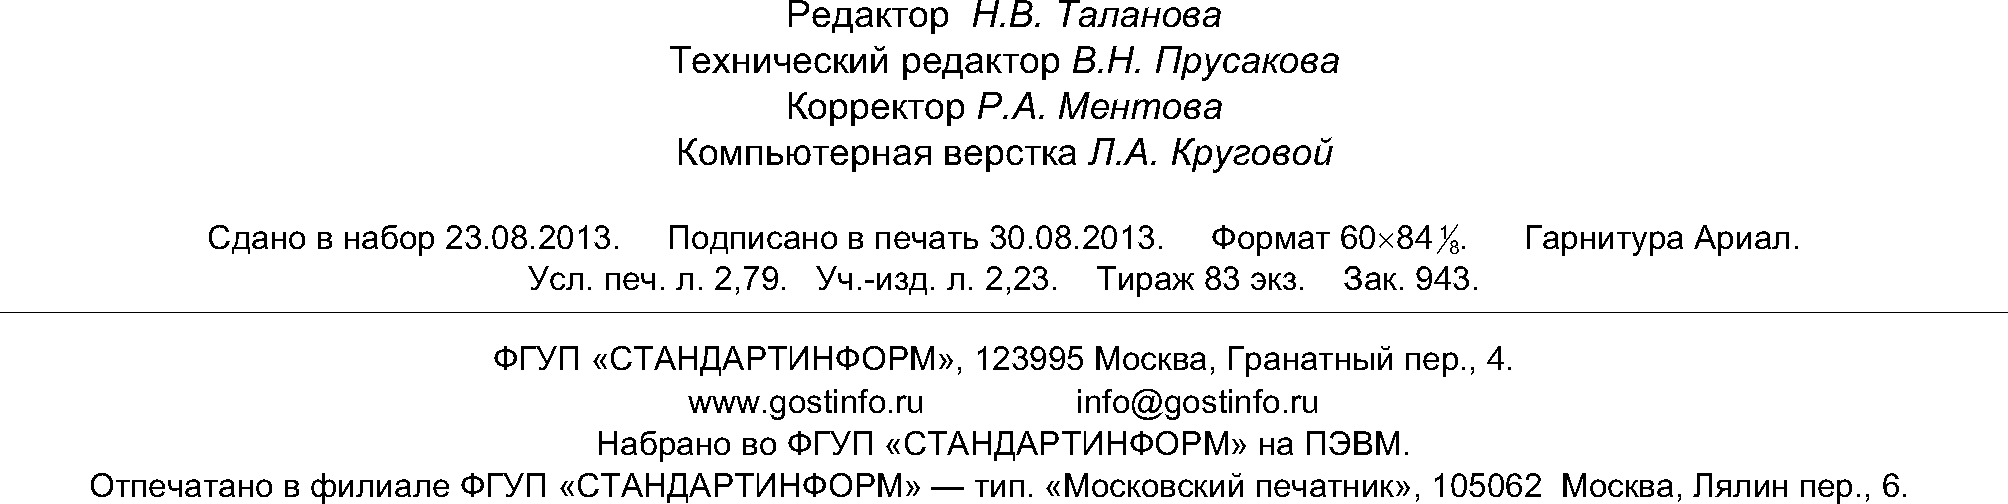 Редактор Н.В. Таланова
Технический редактор В.Н. Прусакова
Корректор Р.А. Ментова
Компьютерная верстка Л.А. Круговой
Сдано в набор 23.08.2013. Подписано в печать 30.08.2013. Формат 60×84 ⅛. Гарнитура Ариал.
Усл. печ. л. 2,79. Уч.-изд. л. 2,23. Тираж 83 экз. Зак. 943.
ФГУП «СТАНДАРТИНФОРМ», 123995 Москва, Гранатный пер., 4.
www.gostinfo.ru info@gostinfo.ru
Набрано во ФГУП «СТАНДАРТИНФОРМ» на ПЭВМ.
Отпечатано в филиале ФГУП «СТАНДАРТИНФОРМ» — тип. «Московский печатник», 105062 Москва, Лялин пер., 6.